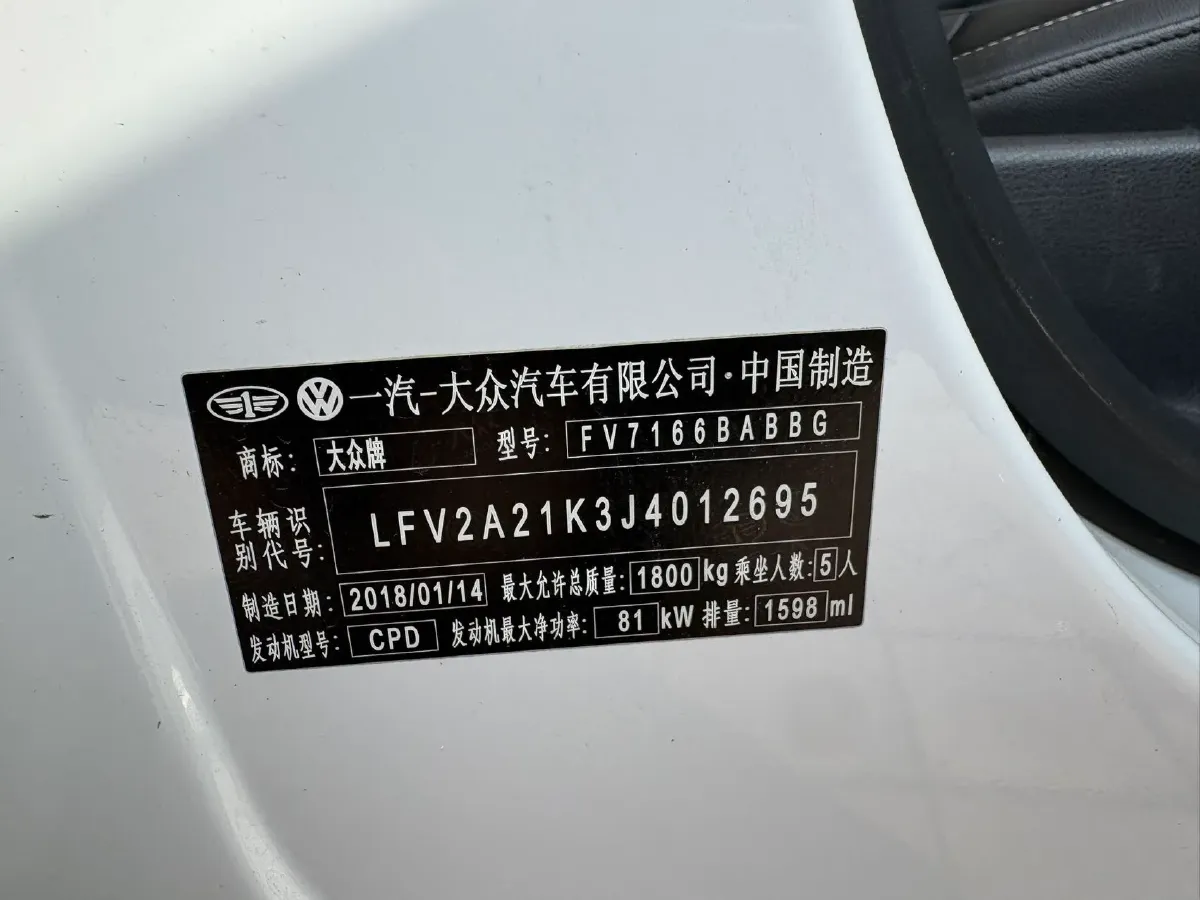 一汽-大众汽车有限公司·中国制造
商标: 大众牌 型号: FV7166BABBG
车辆识别代号: LFV2A21K3J4012695
制造日期: 2018/01/14 最大允许总质量: 1800 kg 乘坐人数: 5 人
发动机型号: CPD 发动机最大净功率: 81 kW 排量: 1598 ml